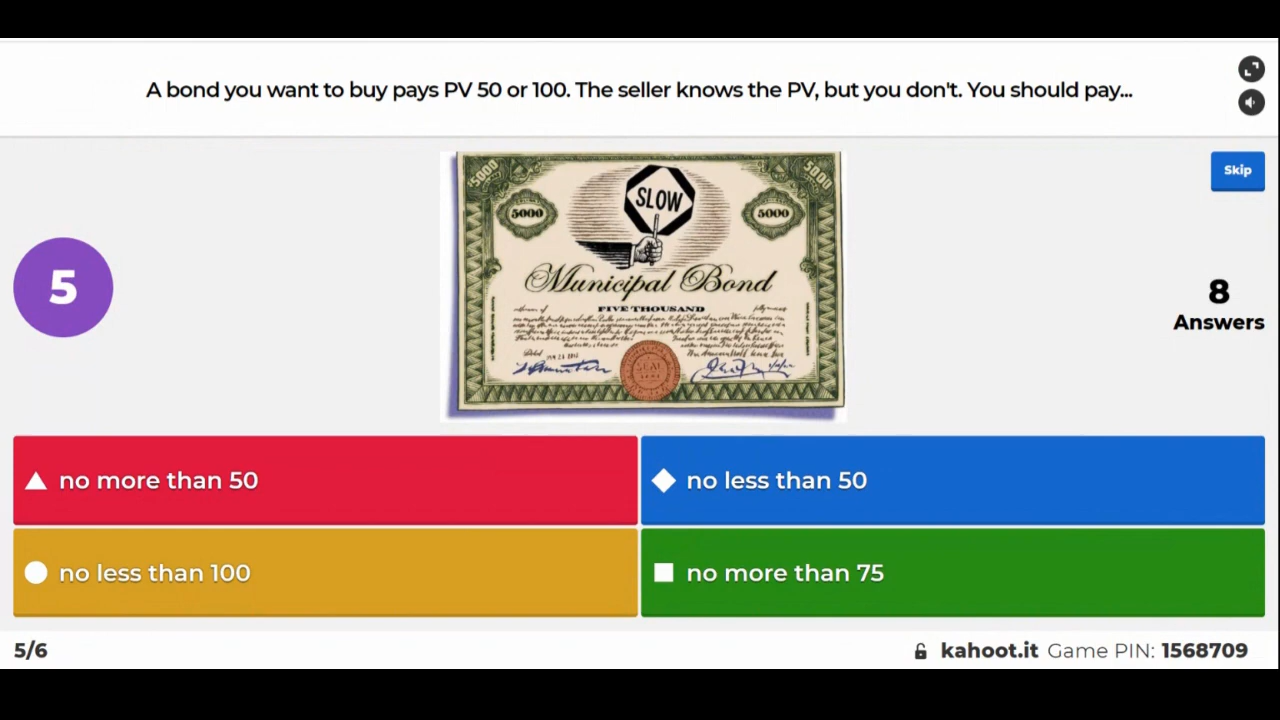 A bond you want to buy pays PV 50 or 100. The seller knows the PV, but you don't. You should pay...
Skip
$5000
5000
SLOW
5000
5000
Municipal Bond
FIVE THOUSAND
5
8
Answers
no more than 50
no less than 50
no less than 100
no more than 75
5/6
kahoot.it Game PIN: 1568709